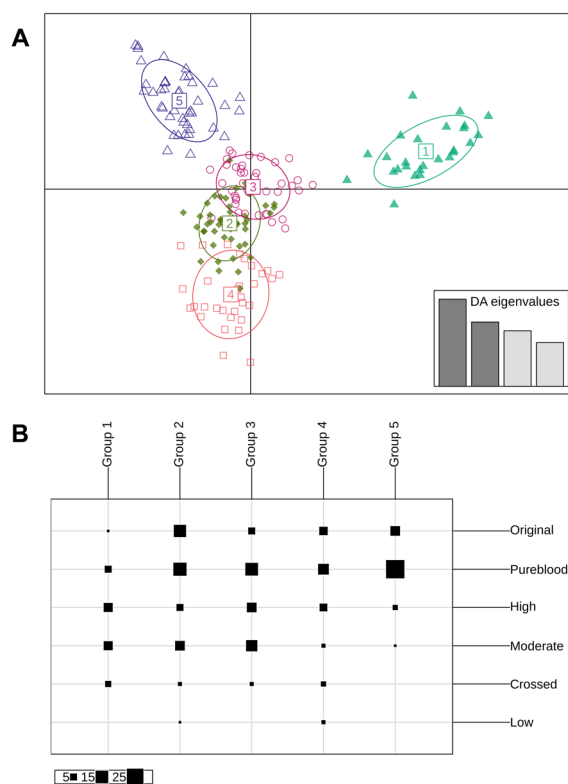 A
5
1
3
2
4
DA eigenvalues
B
Group 1
Group 2
Group 3
Group 4
Group 5
Original
Pureblood
High
Moderate
Crossed
Low
5 15 25